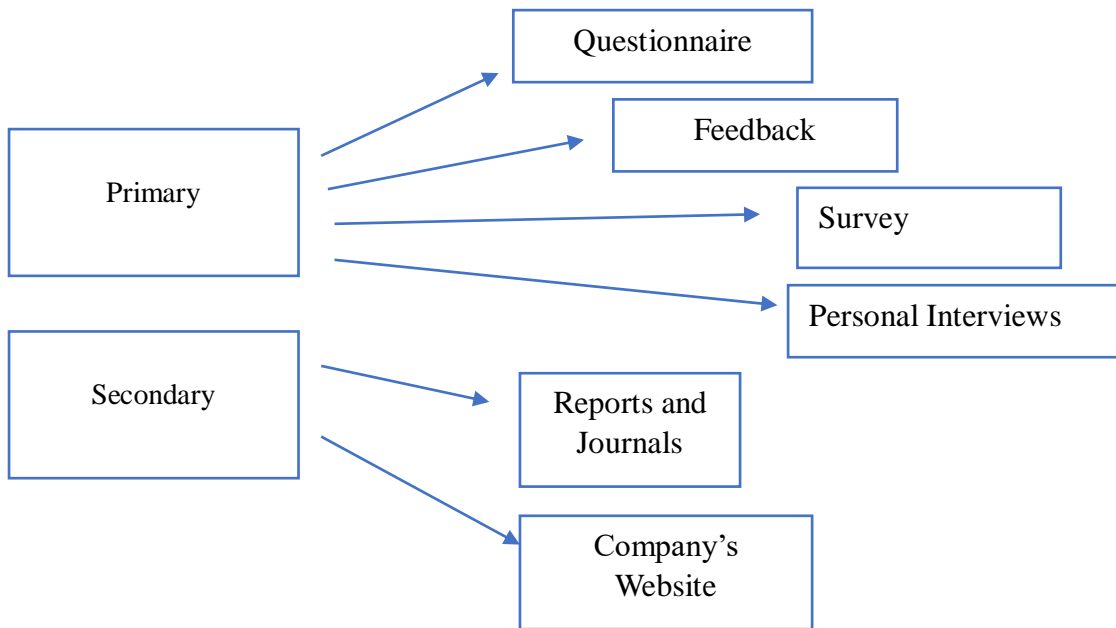 Questionnaire
Feedback
Primary
Survey
Personal Interviews
Secondary
Reports and
Journals
Company’s
Website